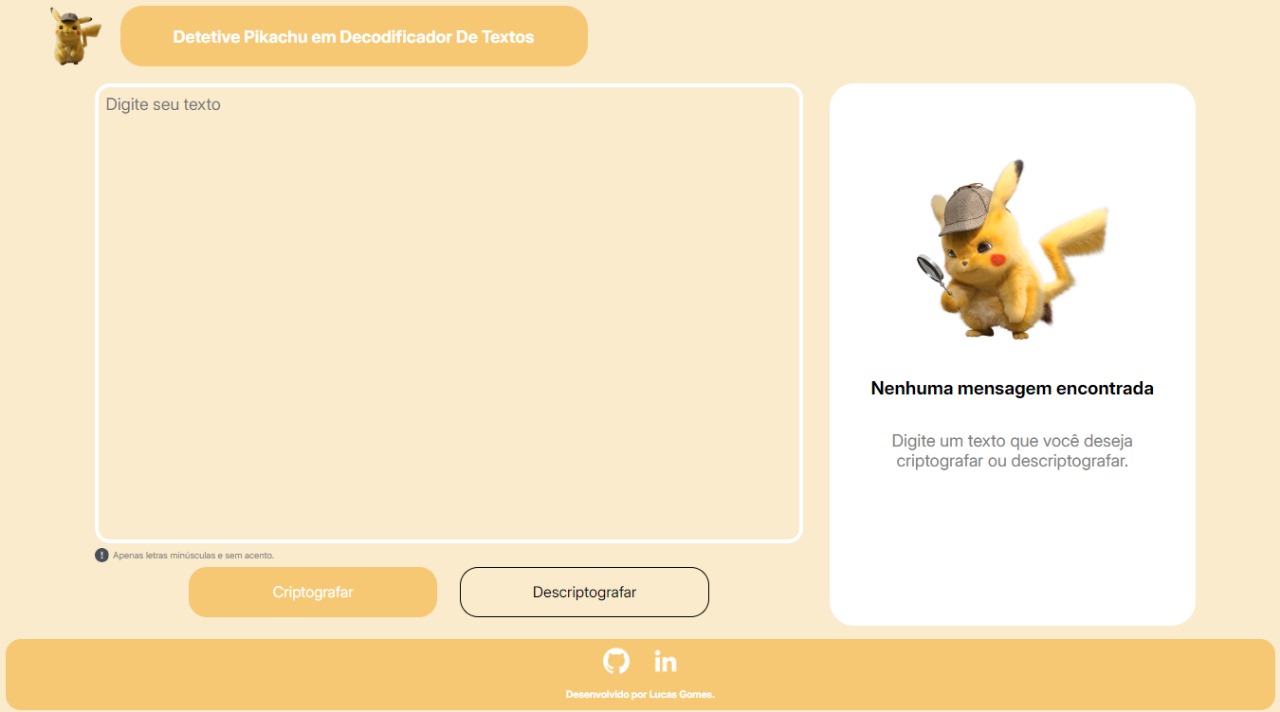 Detetive Pikachu em Decodificador De Textos
Digite seu texto
Nenhuma mensagem encontrada
Digite um texto que você deseja
criptografar ou descriptografar.
Apenas letras minúsculas e sem acento.
Criptografar
Descriptografar
in
Desenvolvido por Lucas Gomes.